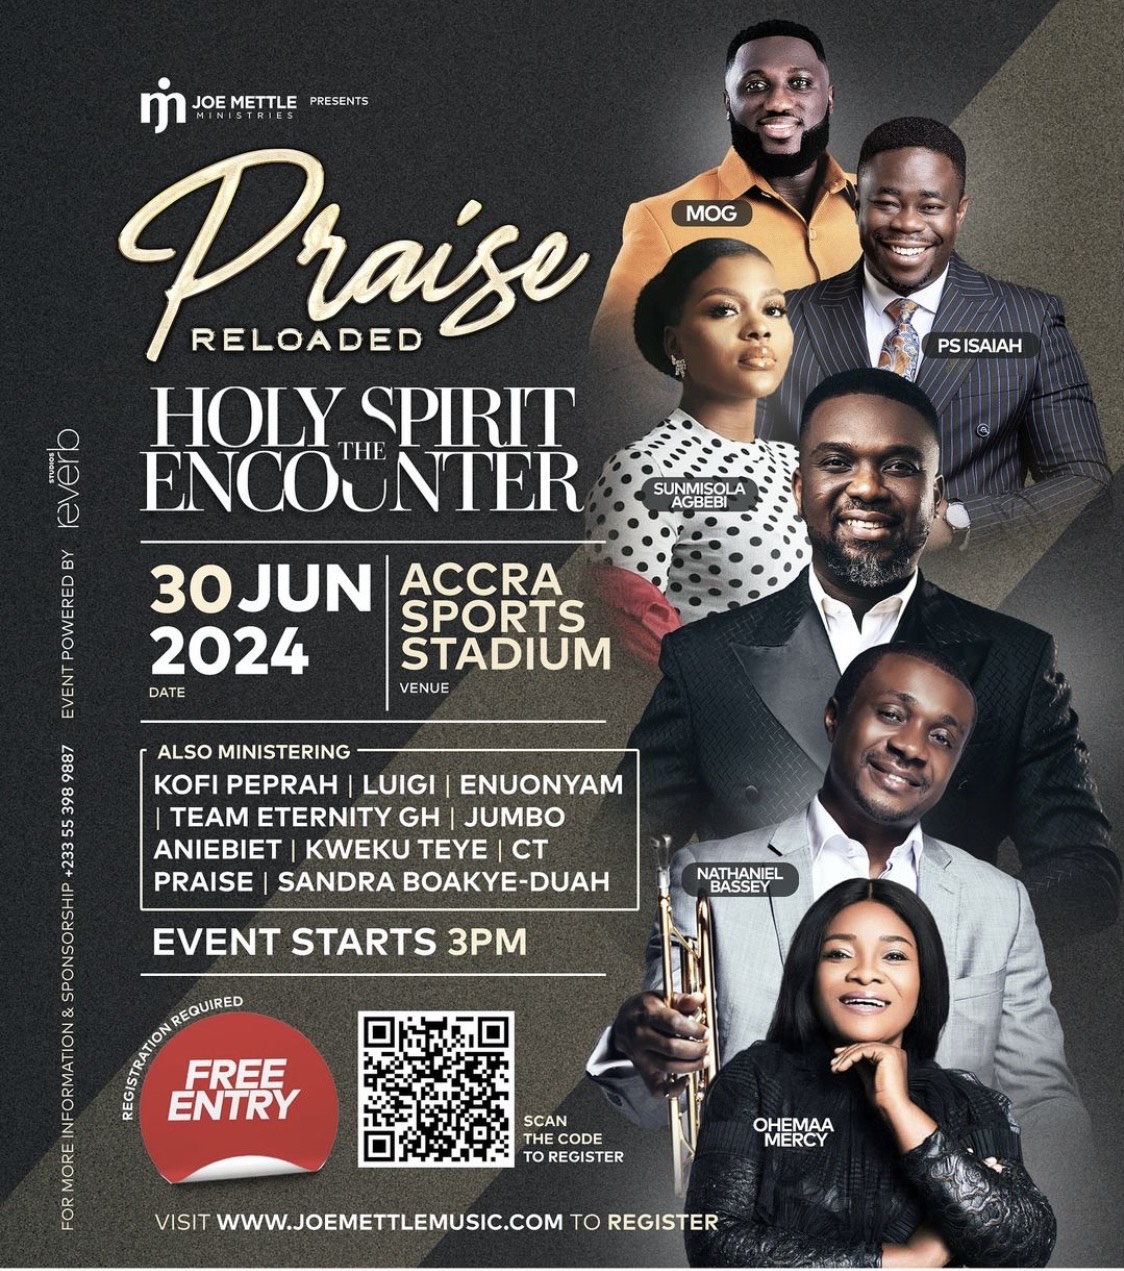 JOE METTLE PRESENTS
MINISTRIES
Praise
RELOADED
HOLY SPIRIT
THE
ENCOUNTER
30 JUN
2024
DATE
ACCRA
SPORTS
STADIUM
VENUE
ALSO MINISTERING
KOFI PEPRAH | LUIGI | ENUONYAM
| TEAM ETERNITY GH | JUMBO
ANIEBIET | KWEKU TEYE | CT
PRAISE | SANDRA BOAKYE-DUAH
EVENT STARTS 3PM
REGISTRATION REQUIRED
FREE
ENTRY
SCAN
THE CODE
TO REGISTER
VISIT WWW.JOEMETTLEMUSIC.COM TO REGISTER
FOR MORE INFORMATION & SPONSORSHIP +233 55 398 9887 EVENT POWERED BY reverb STUDIOS
MOG
PS ISAIAH
SUNMISOLA
AGBEBI
NATHANIEL
BASSEY
OHEMAA
MERCY